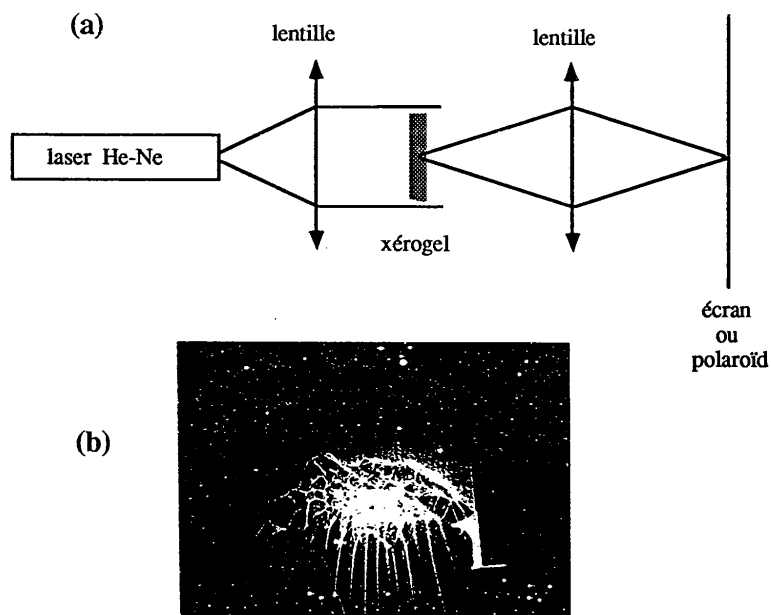 (a)
lentille
lentille
laser He-Ne
xérogel
écran
ou
polaroïd
(b)